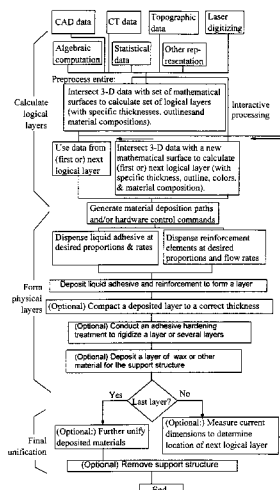 CAD data
CT data
Topographic
data
Laser
digitizing
Algebraic
computation
Statistical
data
Other rep-
resentation
Preprocess entire:
Intersect 3-D data with set of mathematical
surfaces to calculate set of logical layers
(with specific thicknesses, outlinesand
material compositions).
Calculate
logical
layers
Interactive
processing
Use data from
(first or) next
logical layer
Intersect 3-D data with a new
mathematical surface to calculate
(first or) next logical layer (with
specific thickness, outline, colors,
& material composition).
Generate material deposition paths
and/or hardware control commands
Dispense liquid adhesive at
desired proportions & rates
Dispense reinforcement
elements at desired
proportions and flow rates
Deposit liquid adhesive and reinforcement to form a layer
Form
physical
layers
(Optional) Compact a deposited layer to a correct thickness
(Optional) Conduct an adhesive hardening
treatment to rigidize a layer or several layers
(Optional) Deposit a layer of wax or other
material for the support structure
Yes
Last layer?
No
Final
unification
(Optional:) Further unify
deposited materials
(Optional:) Measure current
dimensions to determine
location of next logical layer
(Optional) Remove support structure
End